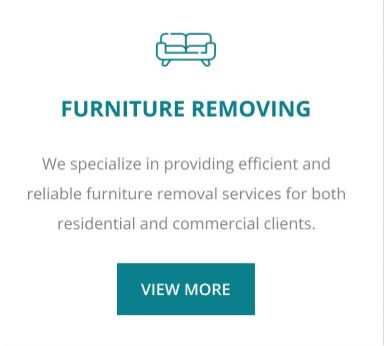 FURNITURE REMOVING
We specialize in providing efficient and
reliable furniture removal services for both
residential and commercial clients.
VIEW MORE